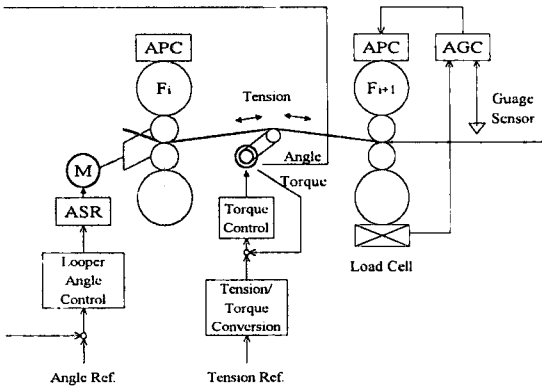 APC
APC
AGC
Fi
Fi+1
Tension
Guage
Sensor
Angle
M
Torque
ASR
Torque
Control
Load Cell
Looper
Angle
Control
Tension/
Torque
Conversion
Angle Ref.
Tension Ref.